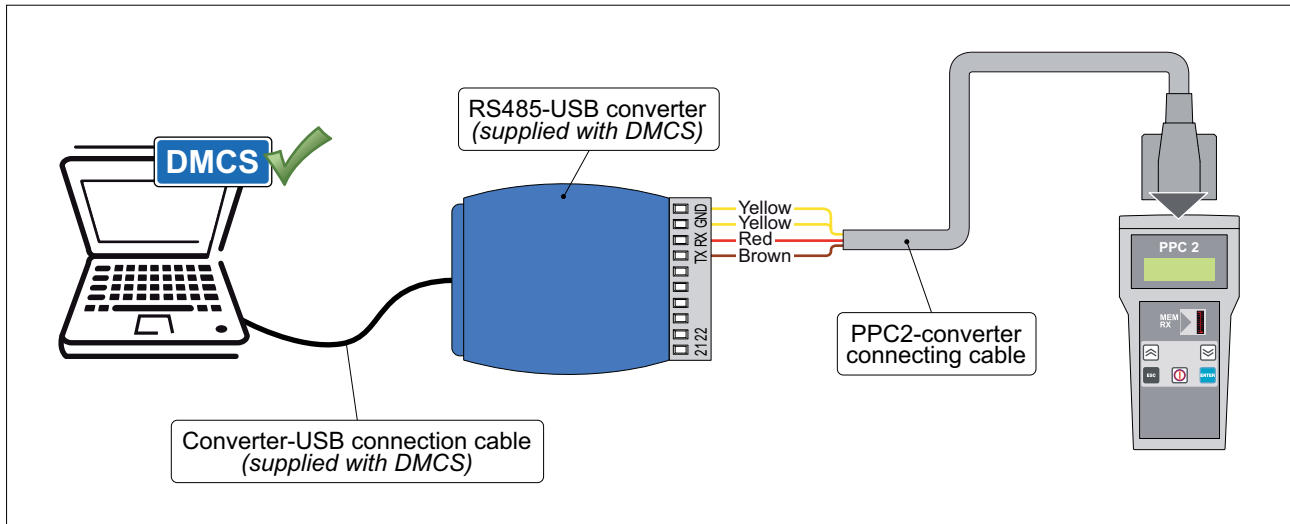 DMCS
RS485-USB converter
(supplied with DMCS)
TX RX GND
21 22
Yellow
Yellow
Red
Brown
PPC2-converter
connecting cable
Converter-USB connection cable
(supplied with DMCS)
PPC 2
MEM
RX
ESC
ENTER